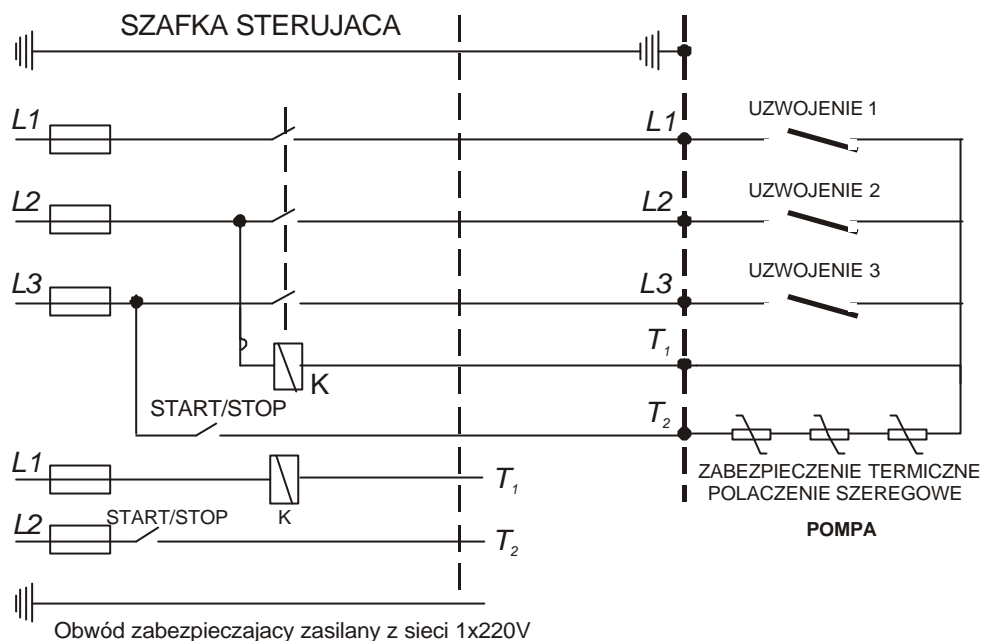 SZAFKA STERUJACA
UZWOJENIE 1
L1 L1
UZWOJENIE 2
L2 L2
UZWOJENIE 3
L3 L3
T1
K
START/STOP
T2
L1
K
T1
ZABEZPIECZENIE TERMICZNE
POLACZENIE SZEREGOWE
L2
START/STOP
T2
POMPA
Obwód zabezpieczajacy zasilany z sieci 1x220V